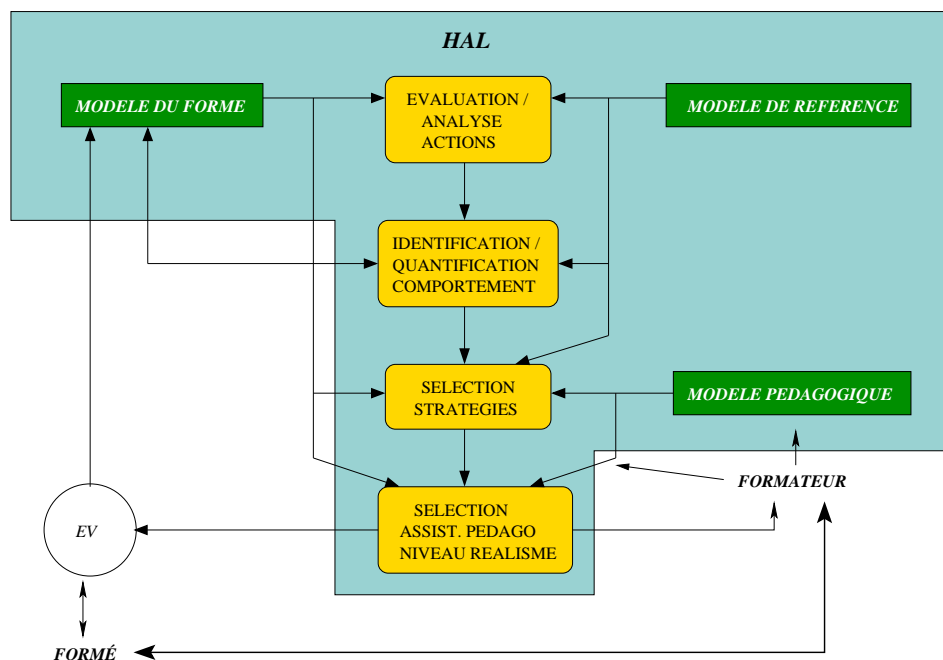 HAL
MODELE DU FORME
EVALUATION /
ANALYSE
ACTIONS
MODELE DE REFERENCE
IDENTIFICATION /
QUANTIFICATION
COMPORTEMENT
SELECTION
STRATEGIES
MODELE PEDAGOGIQUE
FORMATEUR
SELECTION
ASSIST. PEDAGO
NIVEAU REALISME
EV
FORMÉ